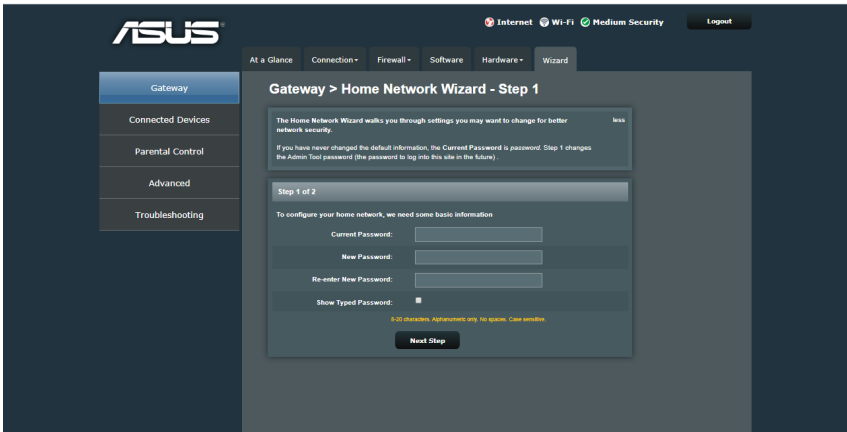 ASUS
Internet Wi-Fi Medium Security
Logout
At a Glance Connection Firewall Software Hardware Wizard
Gateway
Connected Devices
Parental Control
Advanced
Troubleshooting
Gateway > Home Network Wizard - Step 1
The Home Network Wizard walks you through settings you may want to change for better less
network security.
If you have never changed the default information, the Current Password is password. Step 1 changes
the Admin Tool password (the password to log into this site in the future) .
Step 1 of 2
To configure your home network, we need some basic information
Current Password:
New Password:
Re-enter New Password:
Show Typed Password:
8-20 characters. Alphanumeric only. No spaces. Case sensitive.
Next Step